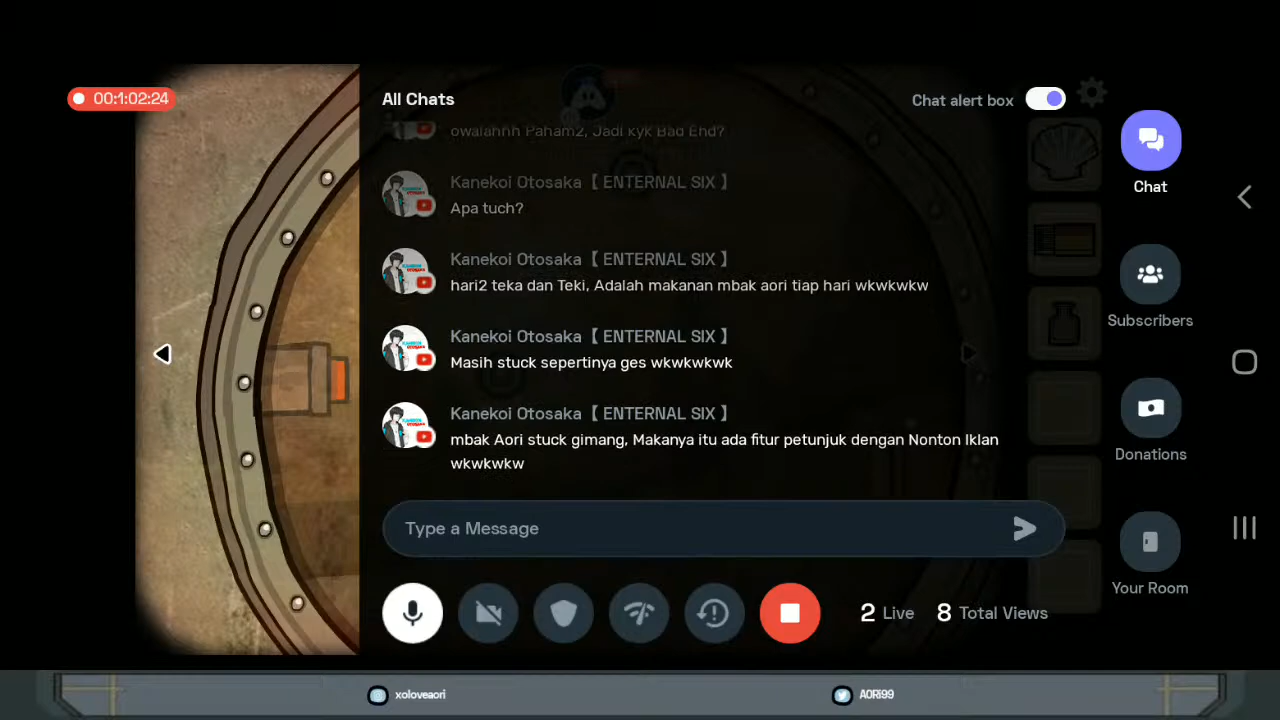 00:1:02:24
All Chats
Chat alert box
owalahhh Paham2, Jadi kyk Bad End?
Kanekoi Otosaka【 ENTERNAL SIX 】
Apa tuch?
Kanekoi Otosaka【 ENTERNAL SIX 】
hari2 teka dan Teki, Adalah makanan mbak aori tiap hari wkwkwkw
Kanekoi Otosaka【 ENTERNAL SIX 】
Masih stuck sepertinya ges wkwkwkwk
Kanekoi Otosaka【 ENTERNAL SIX 】
mbak Aori stuck gimang, Makanya itu ada fitur petunjuk dengan Nonton Iklan
wkwkwkw
Type a Message
2 Live 8 Total Views
Chat
Subscribers
Donations
Your Room
xoloveaori
A0Ri99